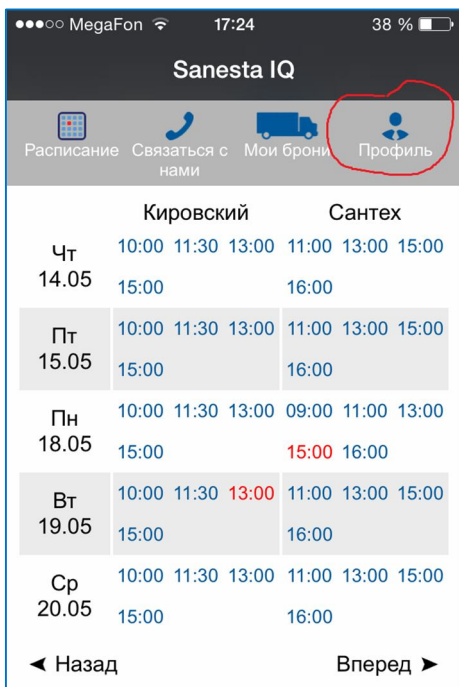 MegaFon 17:24 38 %
Sanesta IQ
Расписание Связаться с нами Мои брони Профиль
Кировский Сантех
Чт 14.05 10:00 11:30 13:00 11:00 13:00 15:00
15:00 16:00
Пт 15.05 10:00 11:30 13:00 11:00 13:00 15:00
15:00 16:00
Пн 18.05 10:00 11:30 13:00 09:00 11:00 13:00
15:00 15:00 16:00
Вт 19.05 10:00 11:30 13:00 11:00 13:00 15:00
15:00 16:00
Ср 20.05 10:00 11:30 13:00 11:00 13:00 15:00
15:00 16:00
◄ Назад Вперед ►